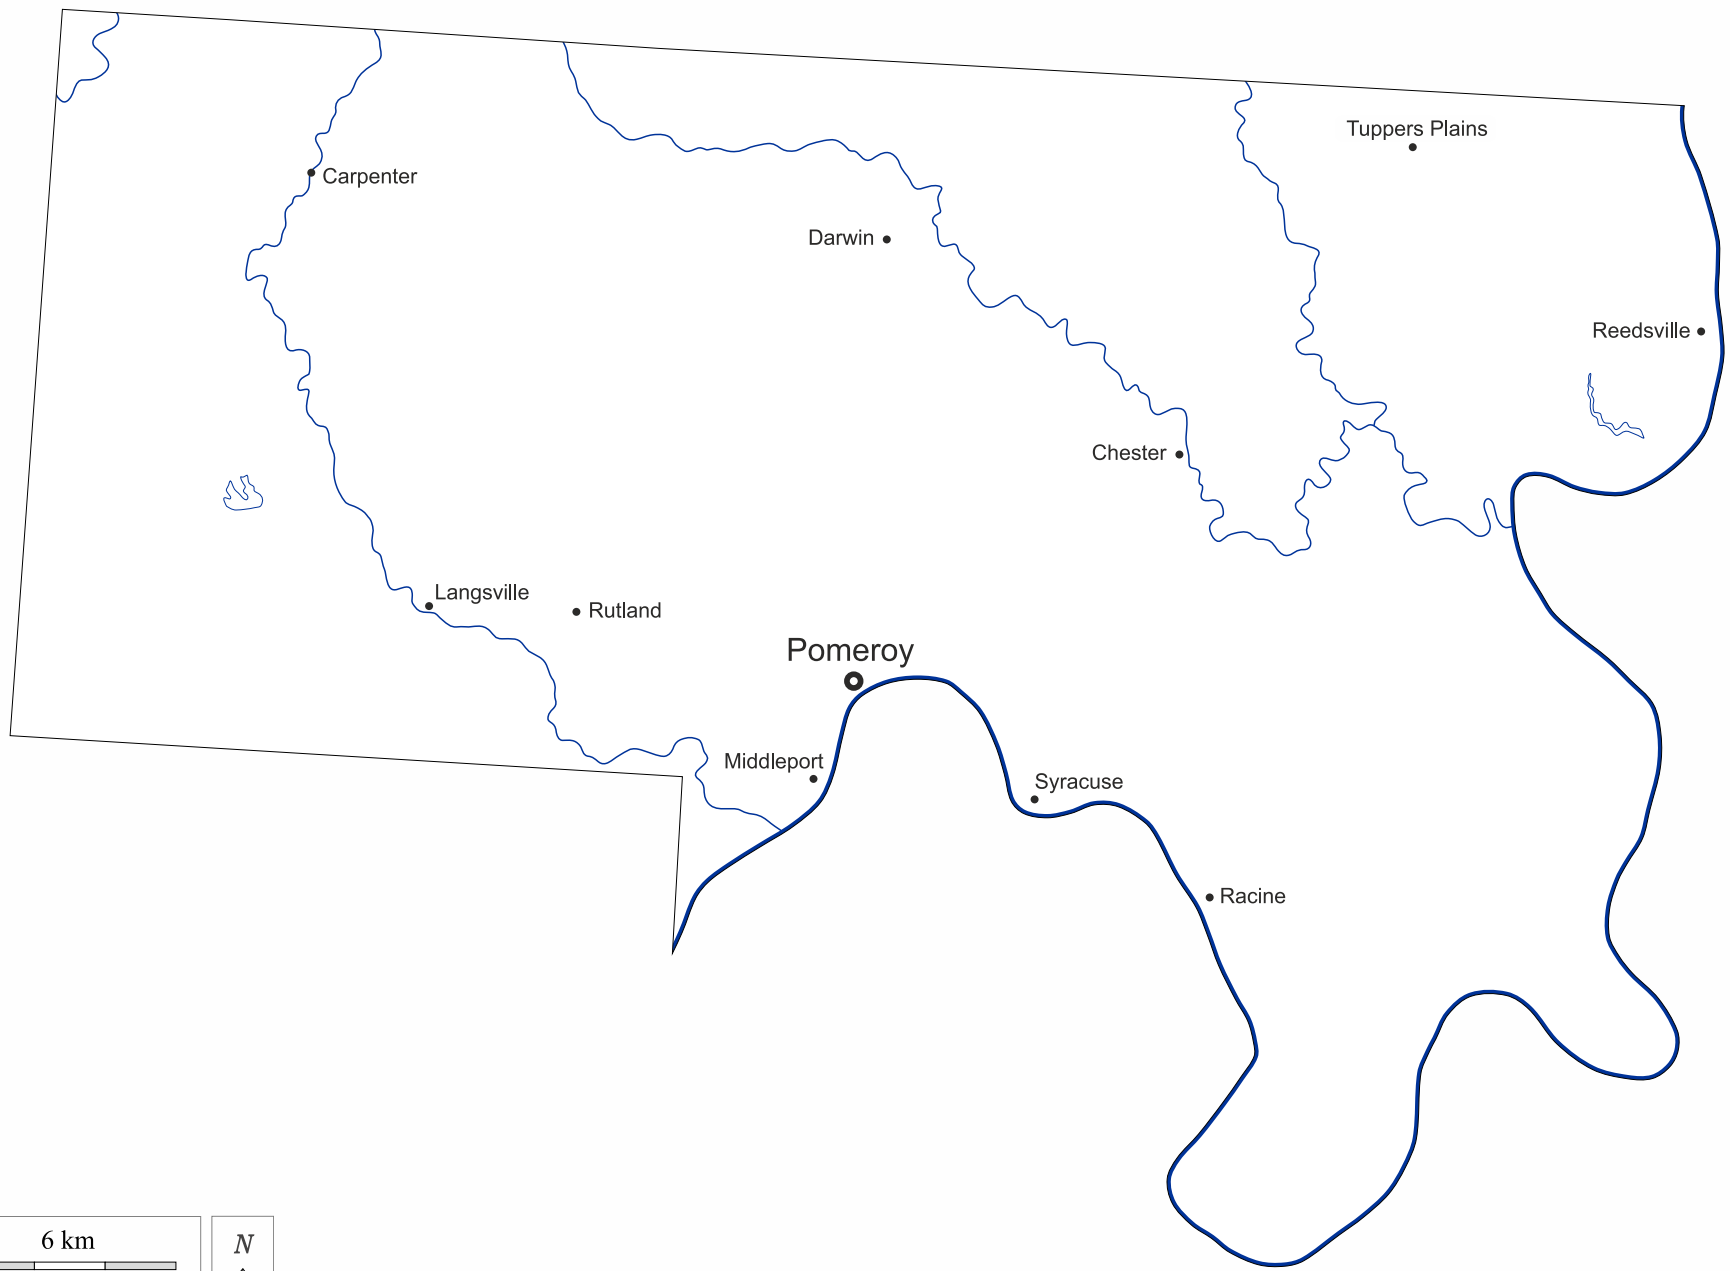 Tuppers Plains
Carpenter
Darwin
Reedsville
Chester
Langsville
Rutland
Pomeroy
Middleport
Syracuse
Racine
6 km
N